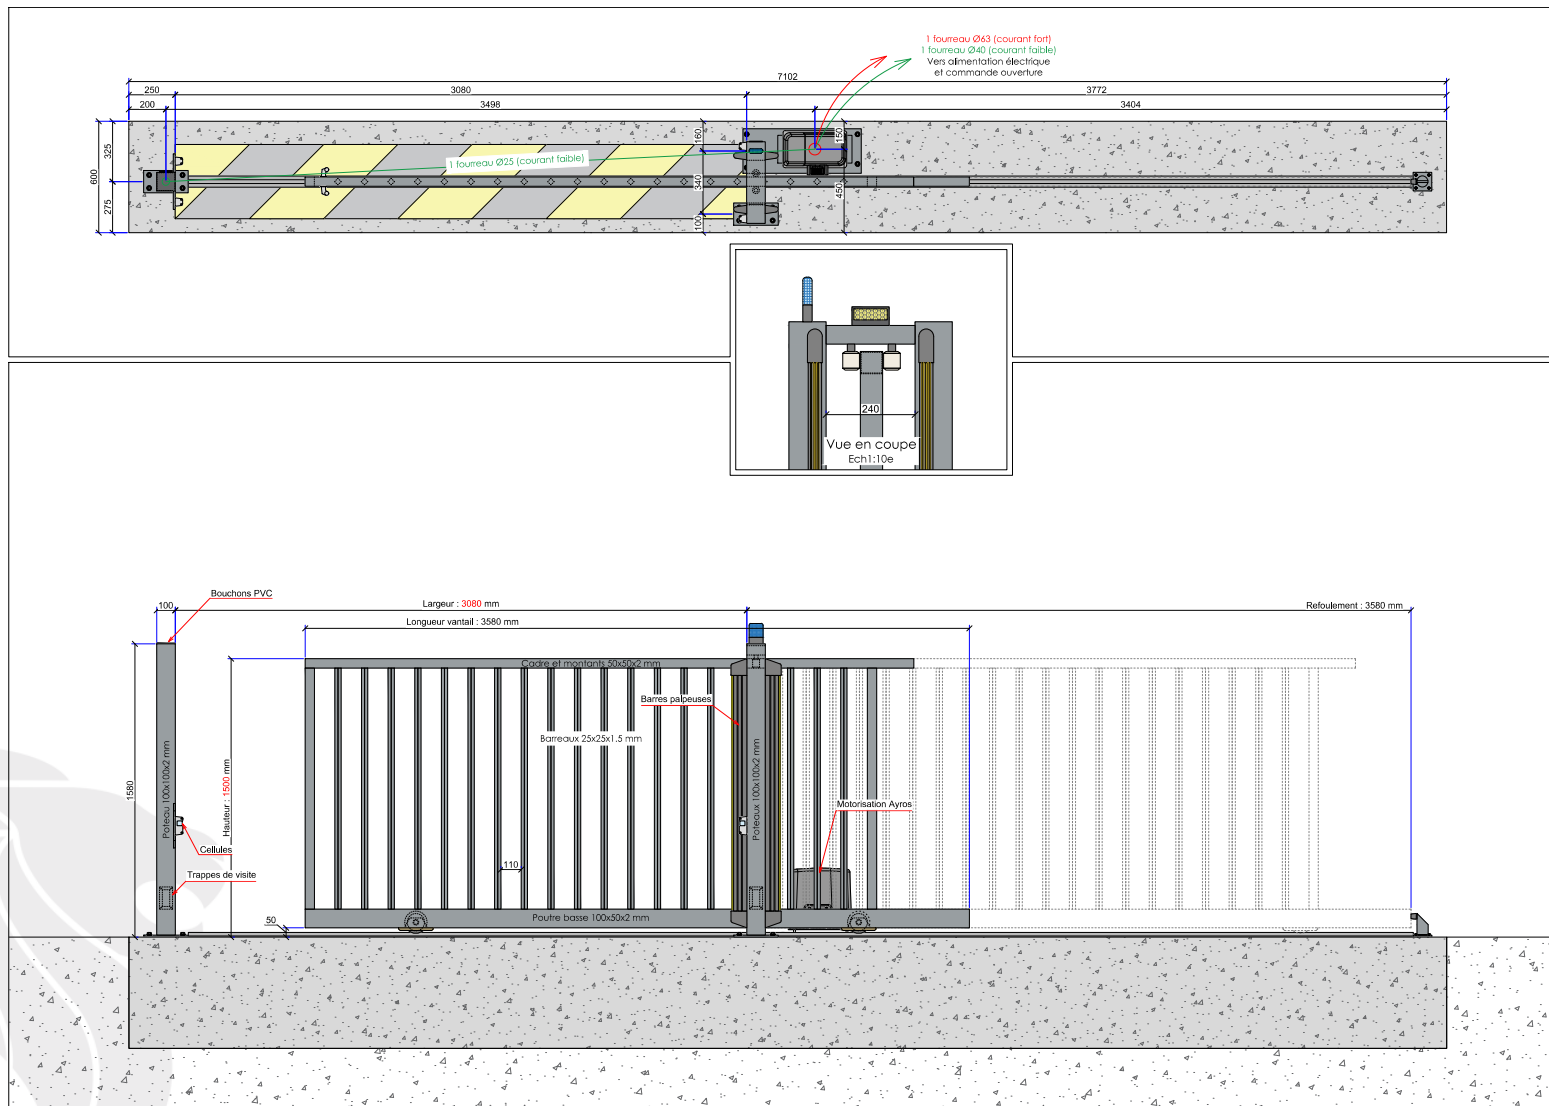 1 fourreau Ø63 (courant fort)
1 fourreau Ø40 (courant faible)
Vers alimentation électrique
et commande ouverture
7102
250
3080
3772
200
3498
3404
600
325
275
160
340
100
150
450
1 fourreau Ø25 (courant faible)
240
Vue en coupe
Ech1:10e
Bouchons PVC
100
Largeur : 3080 mm
Refoulement : 3580 mm
Longueur vantail : 3580 mm
Cadre et montants 50x50x2 mm
Barres palpeuses
Barreaux 25x25x1.5 mm
1580
Poteau 100x100x2 mm
Hauteur : 1500 mm
Poteaux 100x100x2 mm
Motorisation Ayros
Cellules
110
Trappes de visite
50
Poutre basse 100x50x2 mm